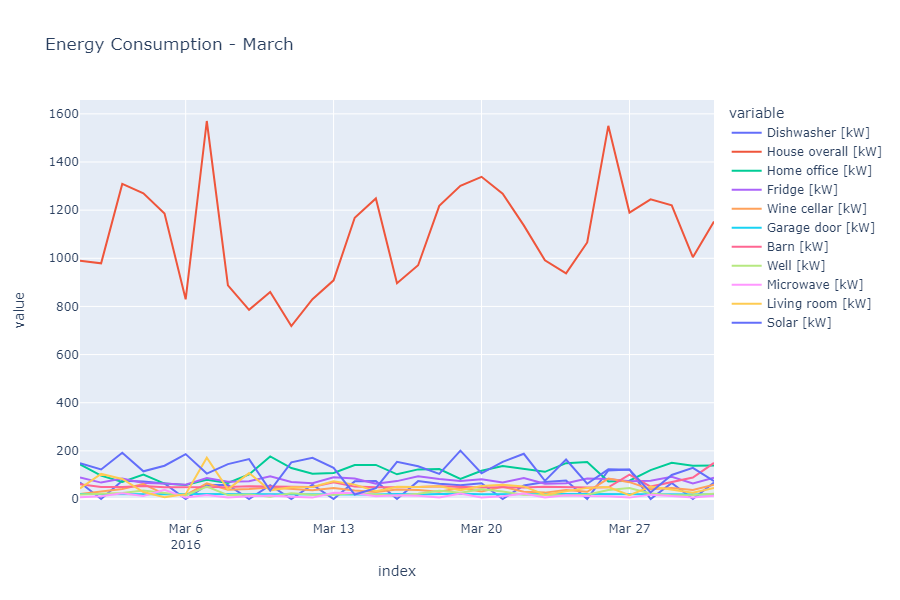 Energy Consumption - March
1600
1400
1200
1000
800
600
400
200
0
value
Mar 6
2016
Mar 13
Mar 20
Mar 27
index
variable
Dishwasher [kW]
House overall [kW]
Home office [kW]
Fridge [kW]
Wine cellar [kW]
Garage door [kW]
Barn [kW]
Well [kW]
Microwave [kW]
Living room [kW]
Solar [kW]